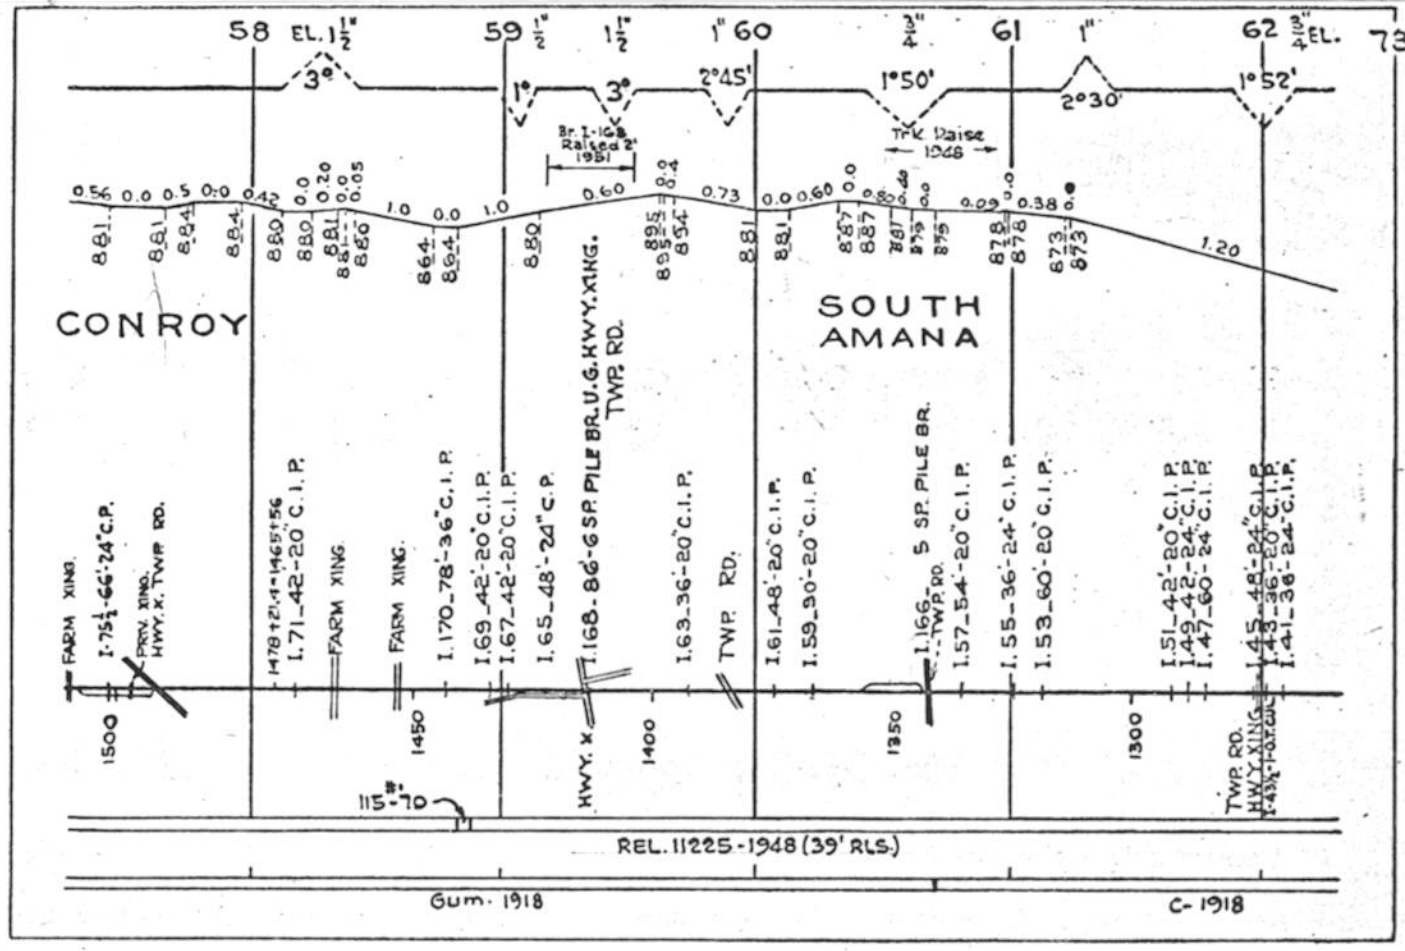 58 EL. 1½" 59 ½" 1½" 1" 60 ¾" 61 1" 62 ¾" EL. 73
3° 1° 3° 2°45' 1°50' 2°30' 1°52'
Br. I-168
Raised 2'
1951
Trk. Raise
1948
0.56 0.0 0.5 0.0 0.42 0.0 0.20 0.0 0.05 1.0 0.0 1.0 0.60 0.0 0.4 0.73 0.0 0.60 0.0 0.0 0.09 0.0 0.38 0.0 1.20
881 881 884 884 880 880 881 881 880 864 864 880 895 895 894 881 881 887 887 887 879 879 878 878 873 873
CONROY
SOUTH
AMANA
FARM XING.
I-75½-66'-24" C.P.
PRIV. XING.
HWY. X. TWP. RD.
1478+21.4=1465+56
I.71_42'-20" C.I.P.
FARM XING.
FARM XING.
I.170_78'-36" C.I.P.
I.69_42'-20" C.I.P.
I.67_42'-20" C.I.P.
I.65_48'-24" C.P.
I.168-86'-6 SP. PILE BR. U.G. HWY. XING.
TWP. RD.
HWY. X.
I.63_36'-20" C.I.P.
TWP. RD.
I.61_48'-20" C.I.P.
I.59_90'-20" C.I.P.
I.166_5 SP. PILE BR.
TWP. RD.
I.57_54'-20" C.I.P.
I.55_36'-24" C.I.P.
I.53_60'-20" C.I.P.
I.51_42'-20" C.I.P.
I.49_42'-24" C.I.P.
I.47_60'-24" C.I.P.
I.45_48'-24" C.I.P.
I.43_36'-20" C.I.P.
I.41_36'-24" C.I.P.
TWP. RD.
HWY. XING
I-43½-1-O.T. CUL.
1500 1450 1400 1350 1300
115#-70
REL. 11225-1948 (39' RLS.)
Gum. 1918
C- 1918